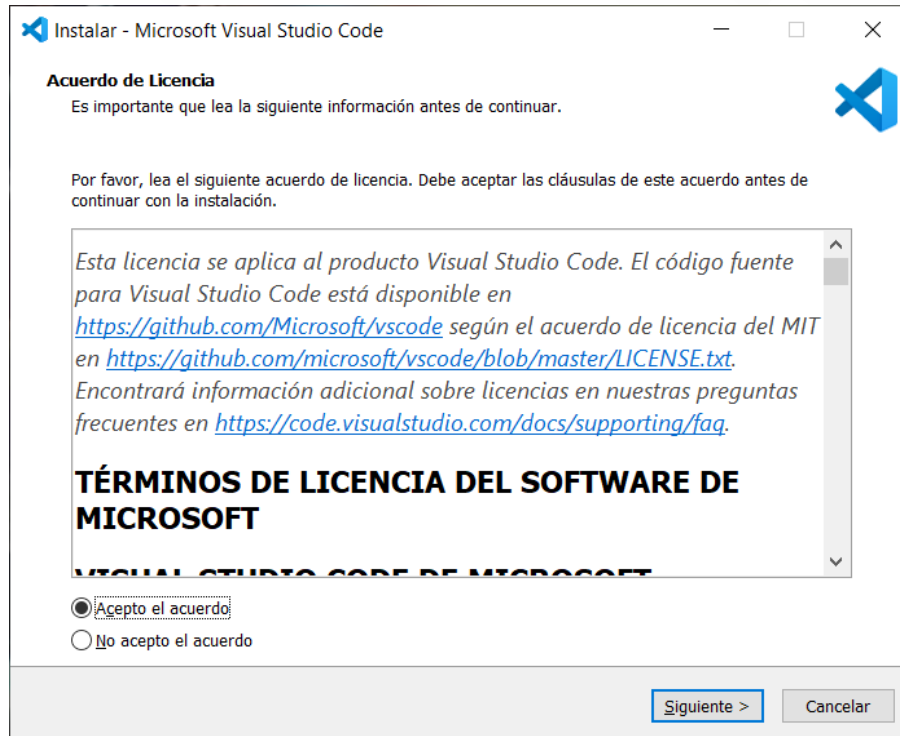 Instalar - Microsoft Visual Studio Code
Acuerdo de Licencia
Es importante que lea la siguiente información antes de continuar.
Por favor, lea el siguiente acuerdo de licencia. Debe aceptar las cláusulas de este acuerdo antes de
continuar con la instalación.
Esta licencia se aplica al producto Visual Studio Code. El código fuente
para Visual Studio Code está disponible en
https://github.com/Microsoft/vscode según el acuerdo de licencia del MIT
en https://github.com/microsoft/vscode/blob/master/LICENSE.txt.
Encontrará información adicional sobre licencias en nuestras preguntas
frecuentes en https://code.visualstudio.com/docs/supporting/faq.
TÉRMINOS DE LICENCIA DEL SOFTWARE DE
MICROSOFT
VISUAL STUDIO CODE DE MICROSOFT
Acepto el acuerdo
No acepto el acuerdo
Siguiente >
Cancelar